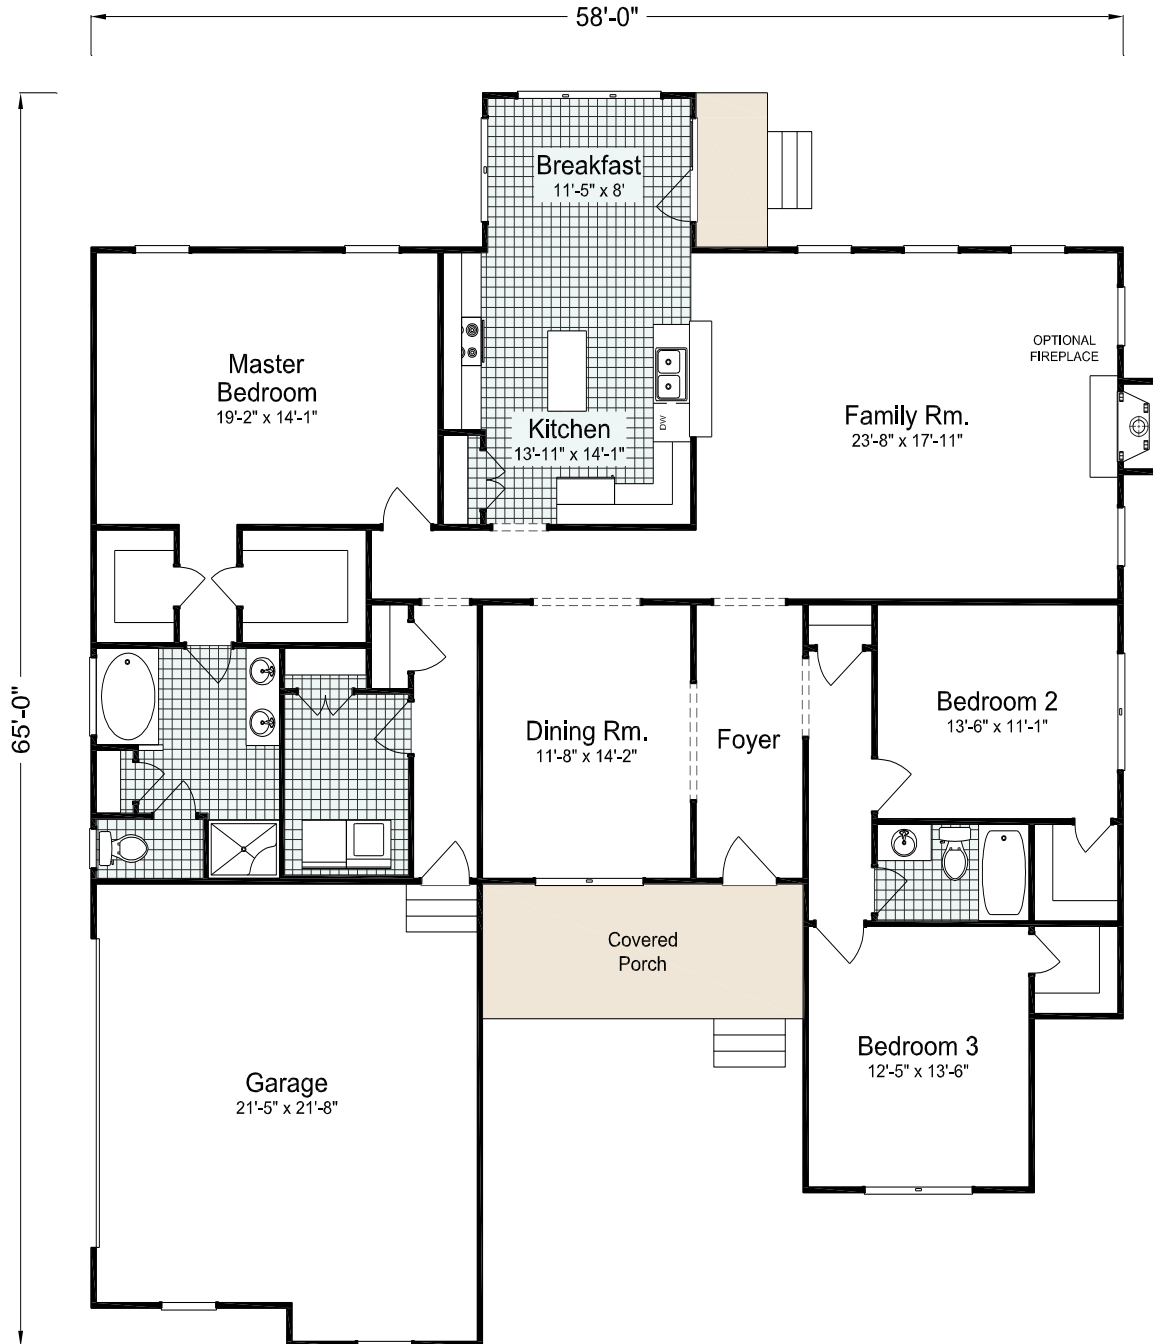 58'-0"
65'-0"
Breakfast
11'-5" x 8'
Master
Bedroom
19'-2" x 14'-1"
Kitchen
13'-11" x 14'-1"
DW
OPTIONAL
FIREPLACE
Family Rm.
23'-8" x 17'-11"
Dining Rm.
11'-8" x 14'-2"
Foyer
Bedroom 2
13'-6" x 11'-1"
Covered
Porch
Bedroom 3
12'-5" x 13'-6"
Garage
21'-5" x 21'-8"